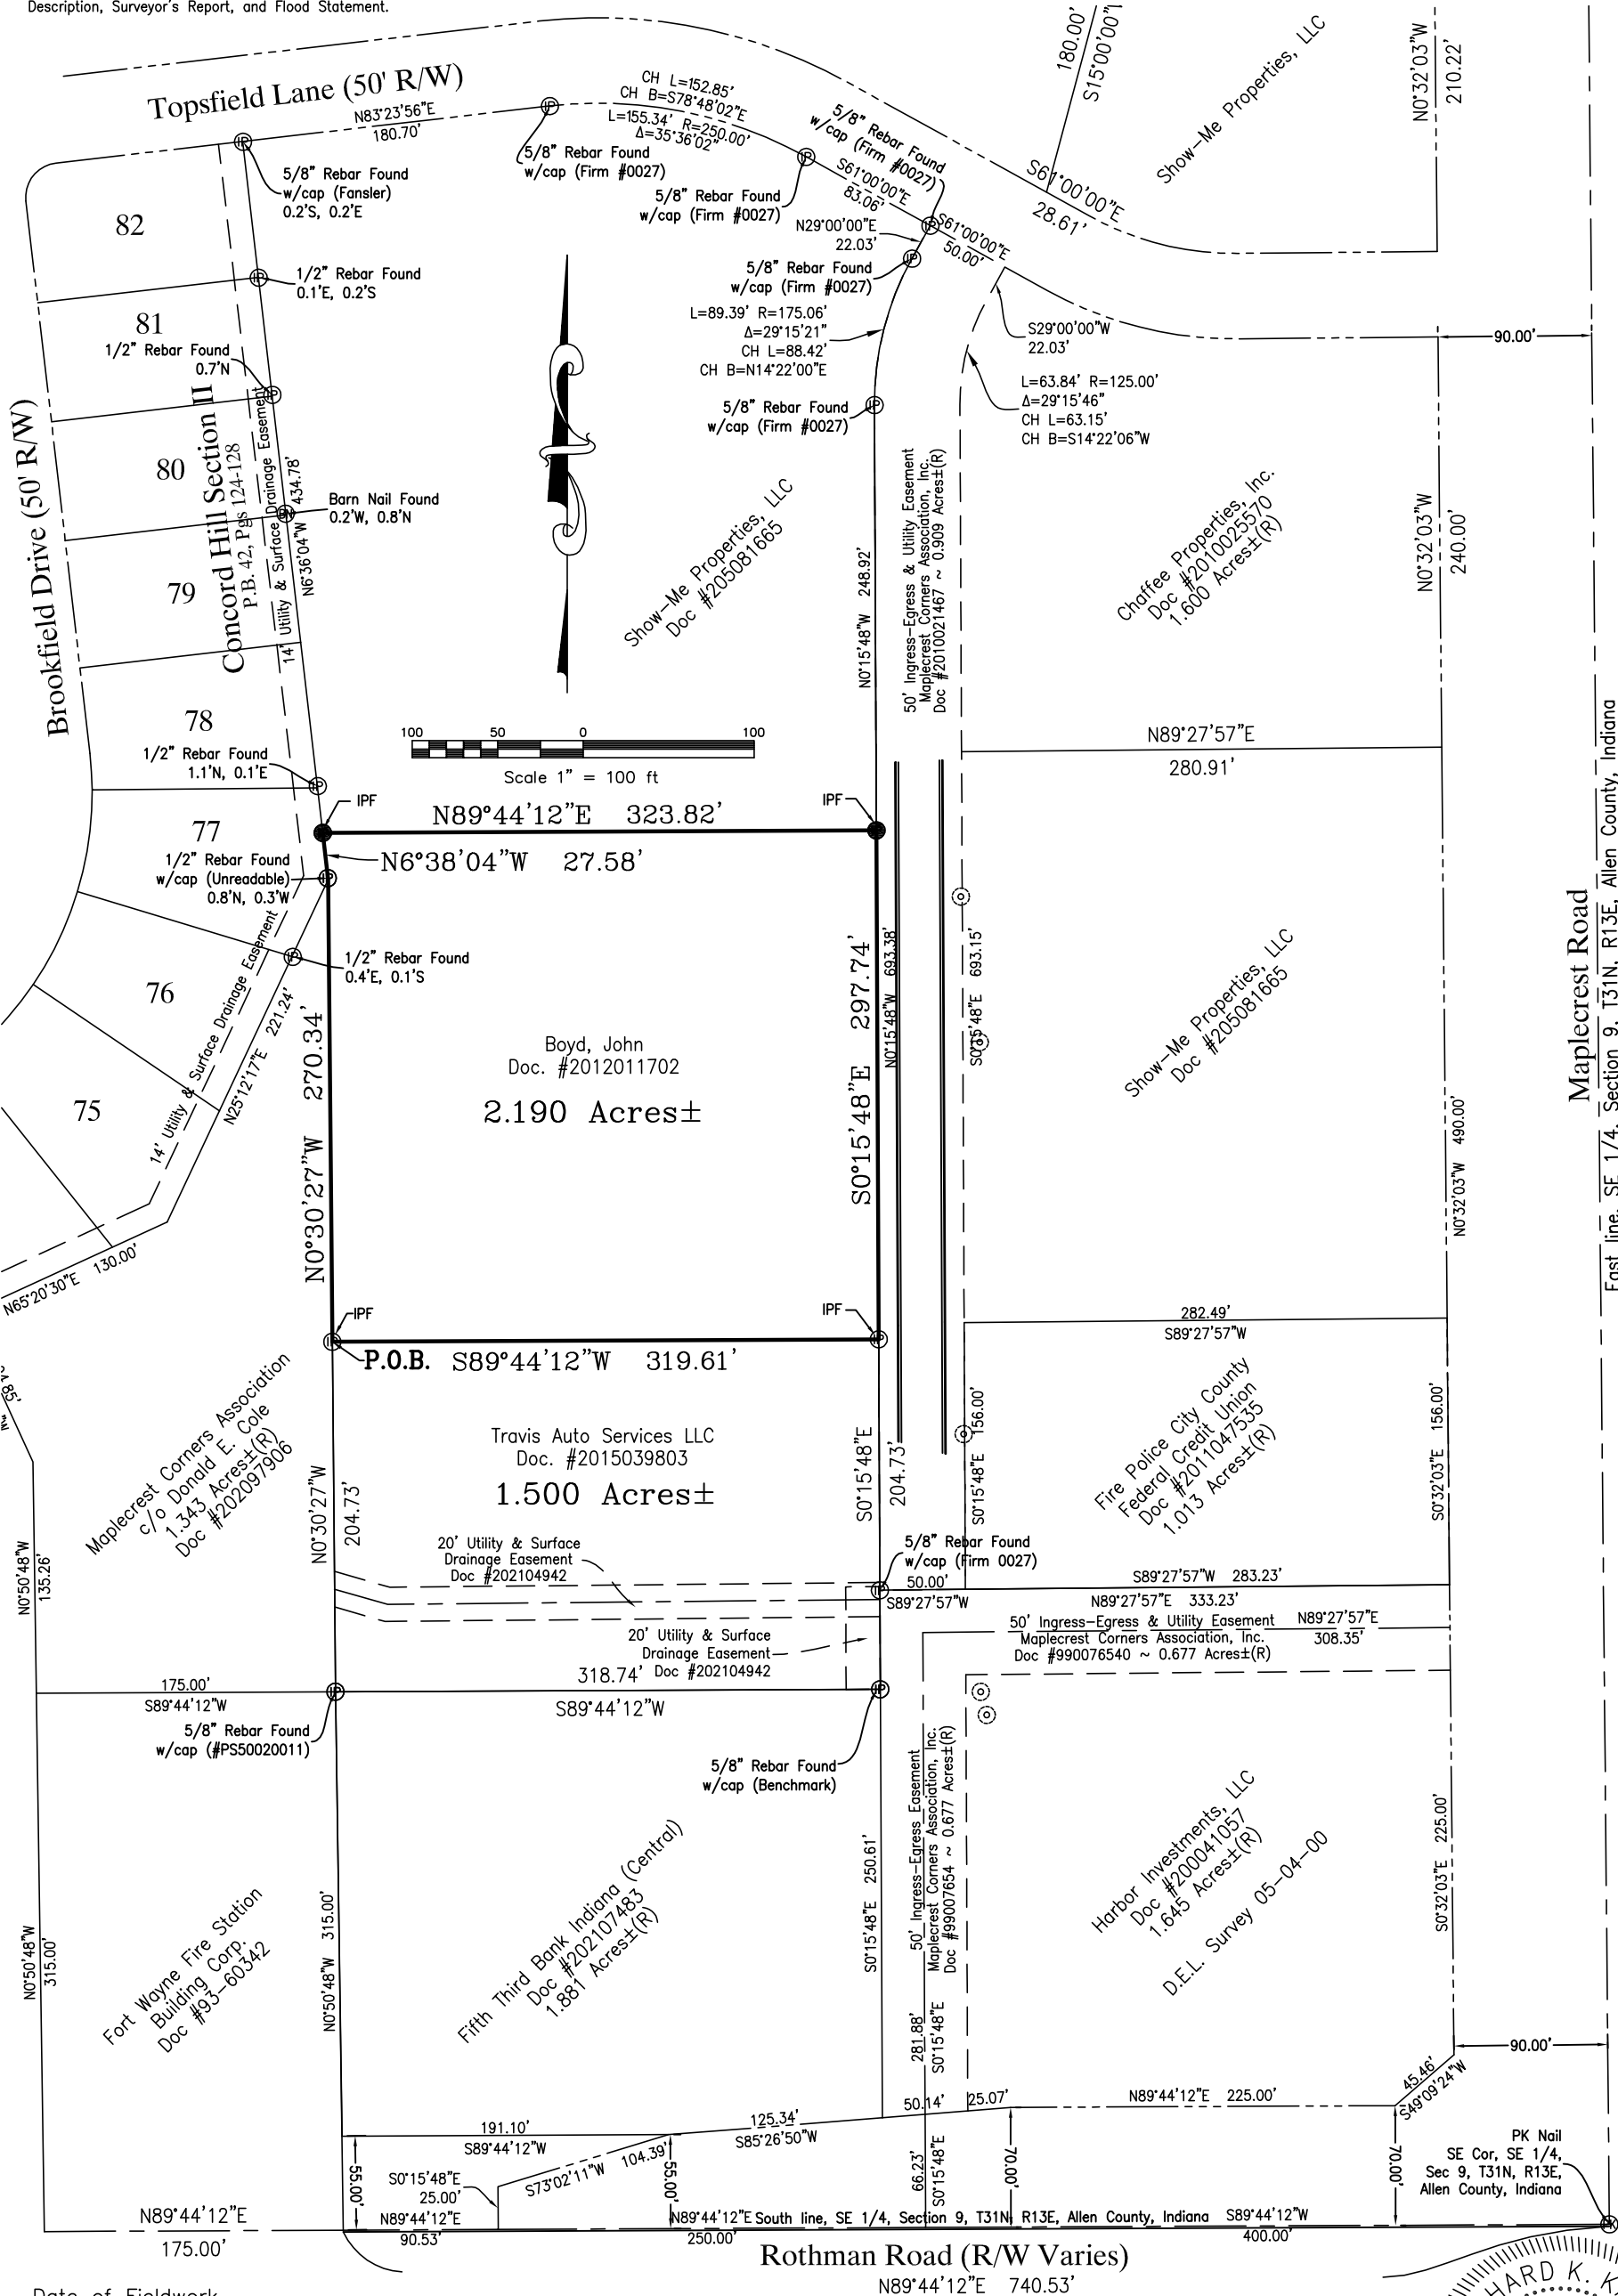 Description, Surveyor's Report, and Flood Statement.
Topsfield Lane (50' R/W)
N83°23'56"E
180.70'
CH L=152.85'
CH B=S78°48'02"E
L=155.34' R=250.00'
Δ=35°36'02"
5/8" Rebar Found
w/cap (Firm #0027)
180.00'
S15°00'00"
Show-Me Properties, LLC
N0°32'03"W
210.22'
5/8" Rebar Found
w/cap (Fansler)
0.2'S, 0.2'E
5/8" Rebar Found
w/cap (Firm #0027)
5/8" Rebar Found
w/cap (Firm #0027)
S61°00'00"E
83.06'
S61°00'00"E
28.61'
N29°00'00"E
22.03'
S61°00'00"E
50.00'
5/8" Rebar Found
w/cap (Firm #0027)
82
1/2" Rebar Found
0.1'E, 0.2'S
81
1/2" Rebar Found
0.7'N
L=89.39' R=175.06'
Δ=29°15'21"
CH L=88.42'
CH B=N14°22'00"E
S29°00'00"W
22.03'
90.00'
L=63.84' R=125.00'
Δ=29°15'46"
CH L=63.15'
CH B=S14°22'06"W
5/8" Rebar Found
w/cap (Firm #0027)
Brookfield Drive (50' R/W)
Concord Hill Section II
P.B. 42, Pgs 124-128
14' Utility & Surface Drainage Easement
N6°36'04"W 434.78'
80
Barn Nail Found
0.2'W, 0.8'N
79
Show-Me Properties, LLC
Doc #205081665
N0°15'48"W 248.92'
50' Ingress-Egress & Utility Easement
Maplecrest Corners Association, Inc.
Doc #2010021467 ~ 0.909 Acres±(R)
Chaffee Properties, Inc.
Doc #2010025570
1.600 Acres±(R)
N0°32'03"W
240.00'
78
1/2" Rebar Found
1.1'N, 0.1'E
100 50 0 100
Scale 1" = 100 ft
N89°27'57"E
280.91'
IPF
IPF
N89°44'12"E 323.82'
77
1/2" Rebar Found
w/cap (Unreadable)
0.8'N, 0.3'W
N6°38'04"W 27.58'
1/2" Rebar Found
0.4'E, 0.1'S
76
75
14' Utility & Surface Drainage Easement
N25°12'17"E 221.24'
N65°20'30"E 130.00'
N0°30'27"W 270.34'
Boyd, John
Doc. #2012011702
2.190 Acres±
S0°15'48"E 297.74'
N0°15'48"W 693.38'
S0°15'48"E 693.15'
Show-Me Properties, LLC
Doc #205081665
N0°32'03"W 490.00'
Maplecrest Road
East line, SE 1/4, Section 9, T31N, R13E, Allen County, Indiana
IPF
IPF
P.O.B. S89°44'12"W 319.61'
282.49'
S89°27'57"W
.85'
Maplecrest Corners Association
c/o Donald E. Cole
1.343 Acres±(R)
Doc #202097906
N0°30'27"W
204.73'
Travis Auto Services LLC
Doc. #2015039803
1.500 Acres±
S0°15'48"E
204.73'
S0°15'48"E 156.00'
Fire Police City County
Federal Credit Union
Doc #2011047535
1.013 Acres±(R)
S0°32'03"E 156.00'
N0°50'48"W
135.26'
20' Utility & Surface
Drainage Easement
Doc #202104942
5/8" Rebar Found
w/cap (Firm 0027)
50.00'
S89°27'57"W
S89°27'57"W 283.23'
N89°27'57"E 333.23'
50' Ingress-Egress & Utility Easement
Maplecrest Corners Association, Inc.
Doc #990076540 ~ 0.677 Acres±(R)
N89°27'57"E
308.35'
20' Utility & Surface
Drainage Easement
Doc #202104942
175.00'
S89°44'12"W
318.74'
S89°44'12"W
5/8" Rebar Found
w/cap (#PS50020011)
5/8" Rebar Found
w/cap (Benchmark)
N0°50'48"W
315.00'
Fort Wayne Fire Station
Building Corp.
Doc #93-60342
N0°50'48"W 315.00'
Fifth Third Bank Indiana (Central)
Doc #202107483
1.881 Acres±(R)
S0°15'48"E 250.61'
50' Ingress-Egress Easement
Maplecrest Corners Association, Inc.
Doc #99007654 ~ 0.677 Acres±(R)
281.88'
S0°15'48"E
Harbor Investments, LLC
Doc #200041057
1.645 Acres±(R)
D.E.L. Survey 05-04-00
S0°32'03"E 225.00'
90.00'
45.46'
S49°09'24"W
191.10'
S89°44'12"W
125.34'
S85°26'50"W
50.14'
25.07'
N89°44'12"E 225.00'
S73°02'11"W 104.39'
S0°15'48"E
25.00'
55.00'
55.00'
66.23'
S0°15'48"E
70.00'
70.00'
PK Nail
SE Cor, SE 1/4,
Sec 9, T31N, R13E,
Allen County, Indiana
N89°44'12"E
175.00'
N89°44'12"E
90.53'
N89°44'12"E
250.00'
South line, SE 1/4, Section 9, T31N, R13E, Allen County, Indiana
S89°44'12"W
400.00'
Rothman Road (R/W Varies)
N89°44'12"E 740.53'
Date of Fieldwork
HARD K. K